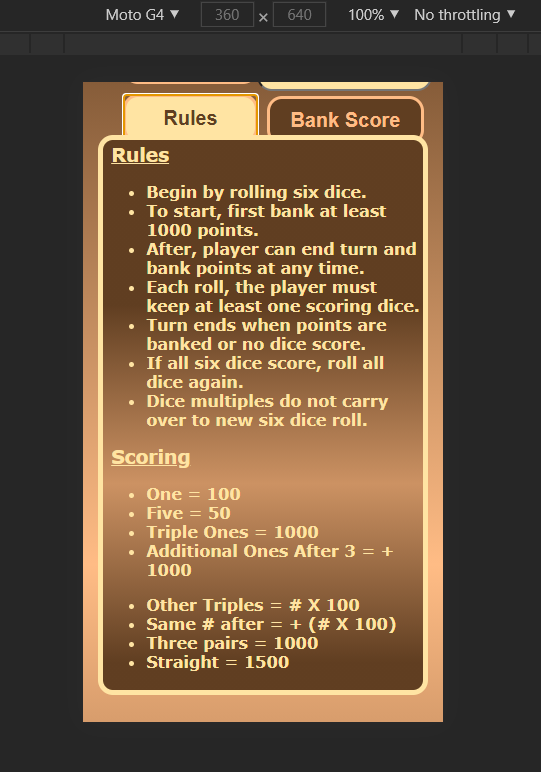 Moto G4 ▼ 360 × 640 100% ▼ No throttling ▼
Rules
Bank Score
Rules
• Begin by rolling six dice.
• To start, first bank at least
1000 points.
• After, player can end turn and
bank points at any time.
• Each roll, the player must
keep at least one scoring dice.
• Turn ends when points are
banked or no dice score.
• If all six dice score, roll all
dice again.
• Dice multiples do not carry
over to new six dice roll.
Scoring
• One = 100
• Five = 50
• Triple Ones = 1000
• Additional Ones After 3 = +
1000
• Other Triples = # X 100
• Same # after = + (# X 100)
• Three pairs = 1000
• Straight = 1500